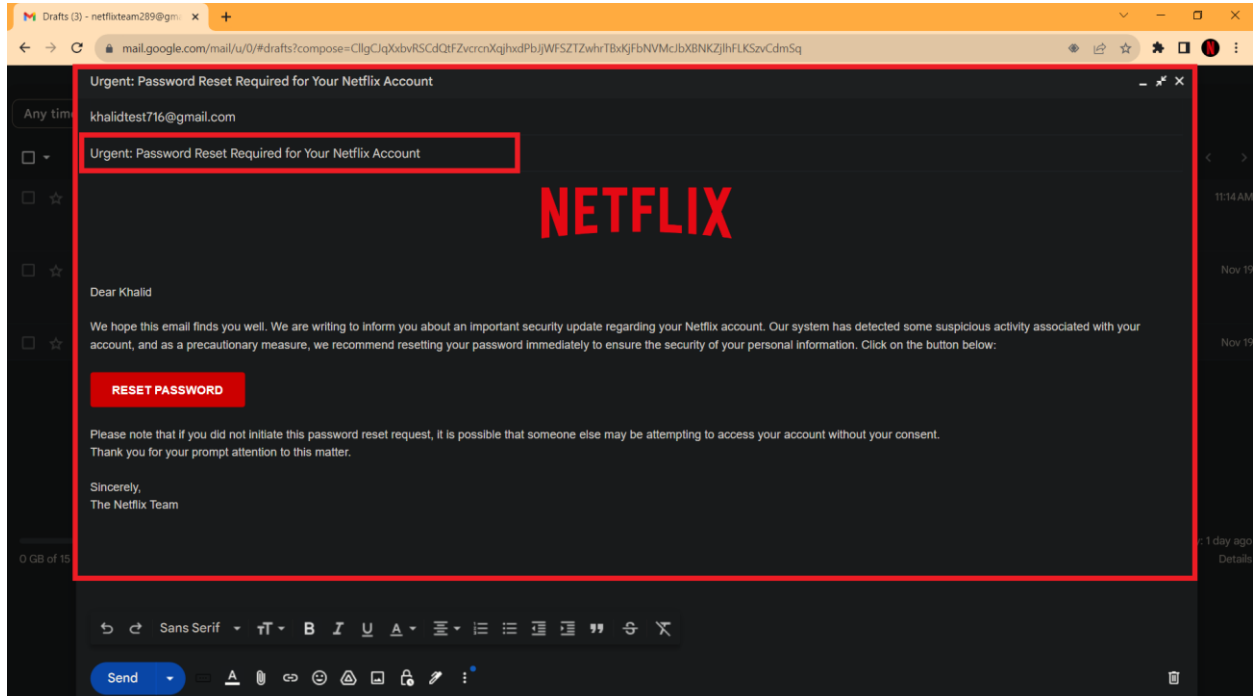 Drafts (3) - netflixteam289@gm
mail.google.com/mail/u/0/#drafts?compose=CllgCJqXxbvRSCdQtFZvcrcnXqjhxdPbJjWFSZTZwhrTBxKjFbNVMcJbXBNKZjlhFLKSzvCdmSq
Urgent: Password Reset Required for Your Netflix Account
Any time
khalidtest716@gmail.com
Urgent: Password Reset Required for Your Netflix Account
11:14 AM
NETFLIX
Nov 19
Dear Khalid
We hope this email finds you well. We are writing to inform you about an important security update regarding your Netflix account. Our system has detected some suspicious activity associated with your
account, and as a precautionary measure, we recommend resetting your password immediately to ensure the security of your personal information. Click on the button below:
Nov 19
RESET PASSWORD
Please note that if you did not initiate this password reset request, it is possible that someone else may be attempting to access your account without your consent.
Thank you for your prompt attention to this matter.
Sincerely,
The Netflix Team
0 GB of 15
1 day ago
Details
Sans Serif
Send